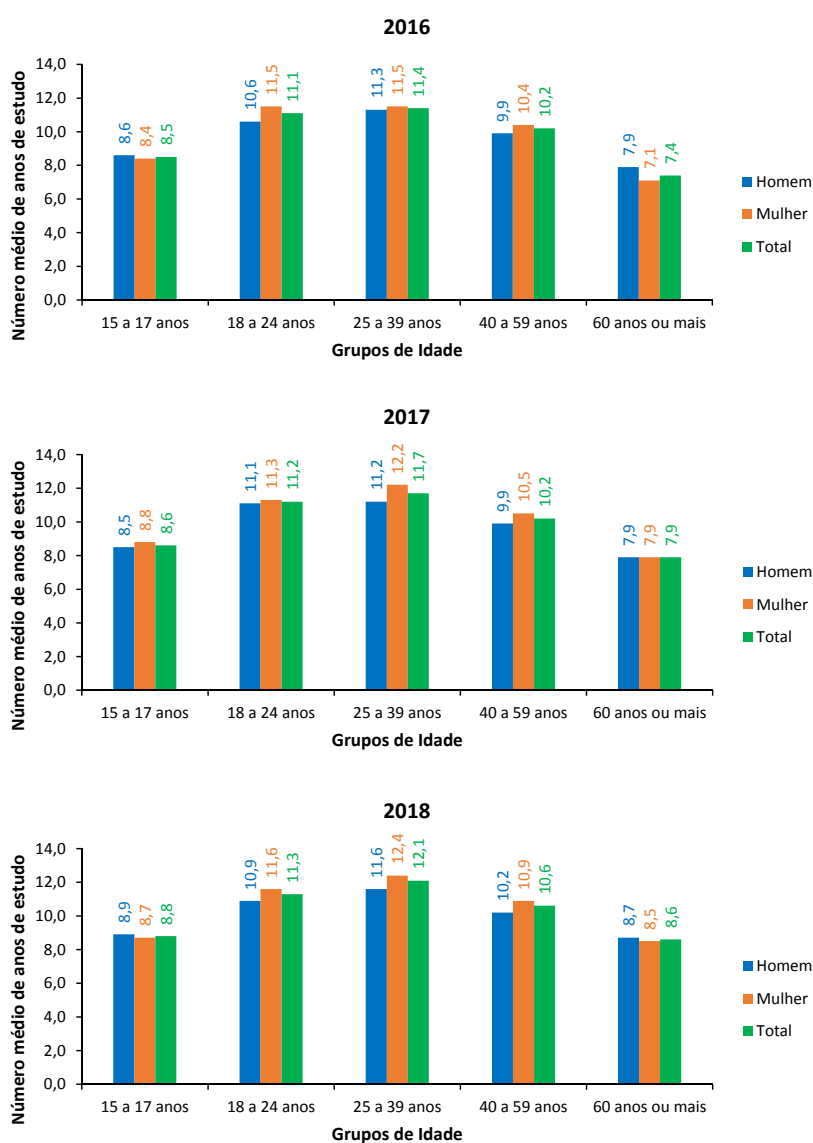 2016
Número médio de anos de estudo
14,0
12,0
10,0
8,0
6,0
4,0
2,0
0,0
8,6 8,4 8,5 10,6 11,5 11,1 11,3 11,5 11,4 9,9 10,4 10,2 7,9 7,1 7,4
15 a 17 anos 18 a 24 anos 25 a 39 anos 40 a 59 anos 60 anos ou mais
Grupos de Idade
Homem
Mulher
Total
2017
Número médio de anos de estudo
14,0
12,0
10,0
8,0
6,0
4,0
2,0
0,0
8,5 8,8 8,6 11,1 11,3 11,2 11,2 12,2 11,7 9,9 10,5 10,2 7,9 7,9 7,9
15 a 17 anos 18 a 24 anos 25 a 39 anos 40 a 59 anos 60 anos ou mais
Grupos de Idade
Homem
Mulher
Total
2018
Número médio de anos de estudo
14,0
12,0
10,0
8,0
6,0
4,0
2,0
0,0
8,9 8,7 8,8 10,9 11,6 11,3 11,6 12,4 12,1 10,2 10,9 10,6 8,7 8,5 8,6
15 a 17 anos 18 a 24 anos 25 a 39 anos 40 a 59 anos 60 anos ou mais
Grupos de Idade
Homem
Mulher
Total